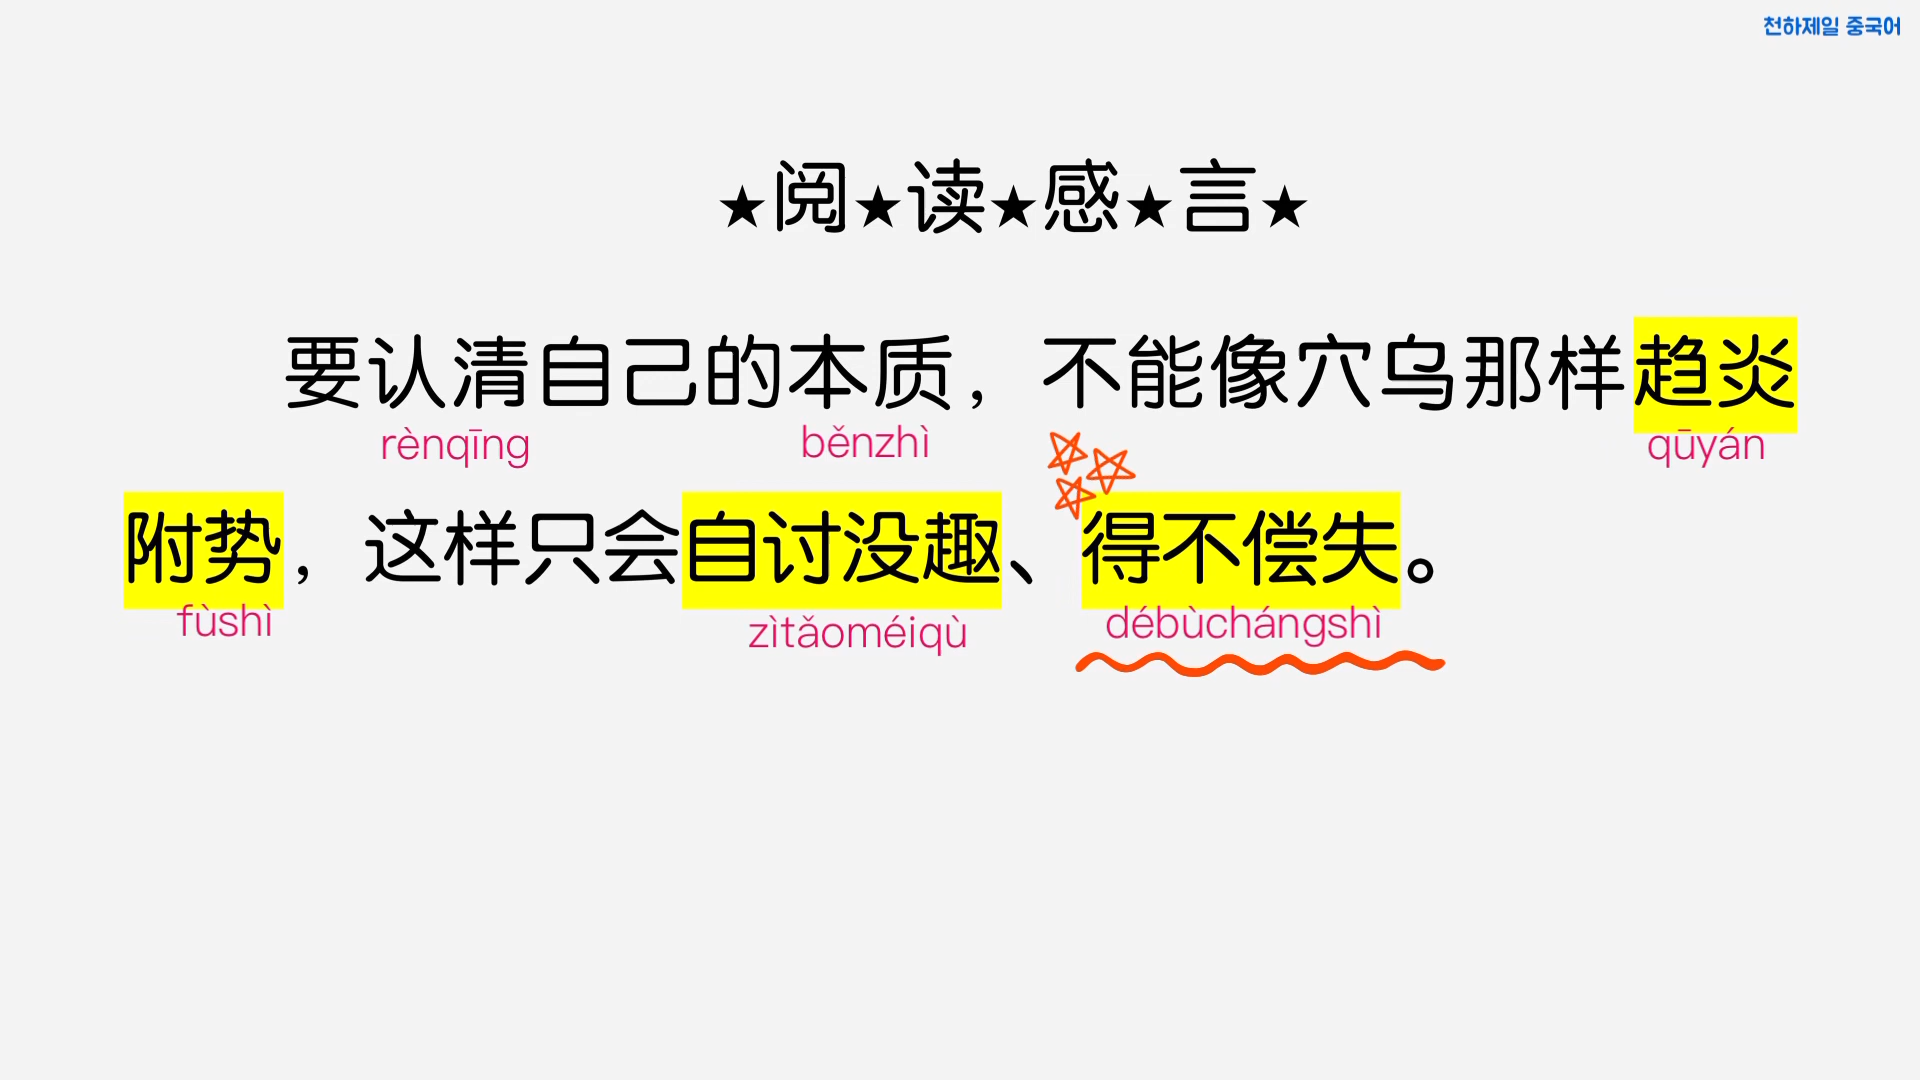 천하제일 중국어
★阅★读★感★言★
要认清自己的本质，不能像穴乌那样趋炎
rènqīng běnzhì qūyán
附势，这样只会自讨没趣、得不偿失。
fùshì zìtǎoméiqù débùchángshì